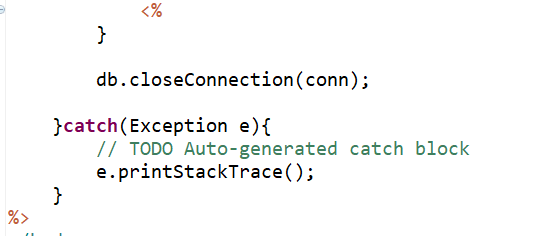 <%
}
db.closeConnection(conn);
}catch(Exception e){
// TODO Auto-generated catch block
e.printStackTrace();
}
%>